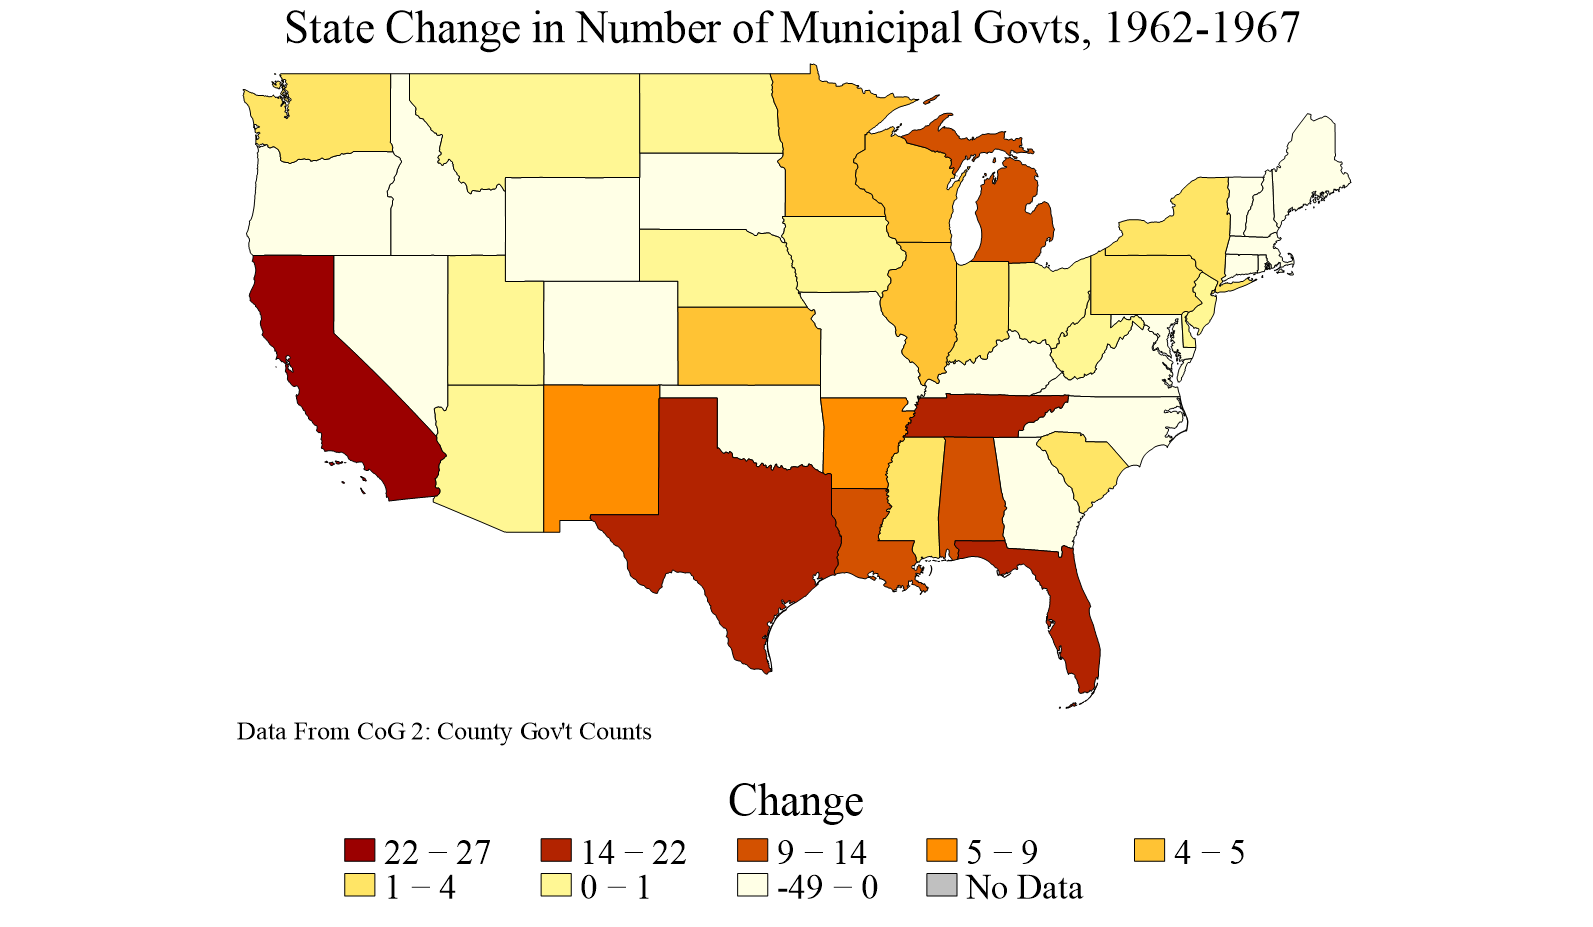 State Change in Number of Municipal Govts, 1962-1967
Data From CoG 2: County Gov't Counts
Change
22 − 27 14 − 22 9 − 14 5 − 9 4 − 5
1 − 4 0 − 1 -49 − 0 No Data